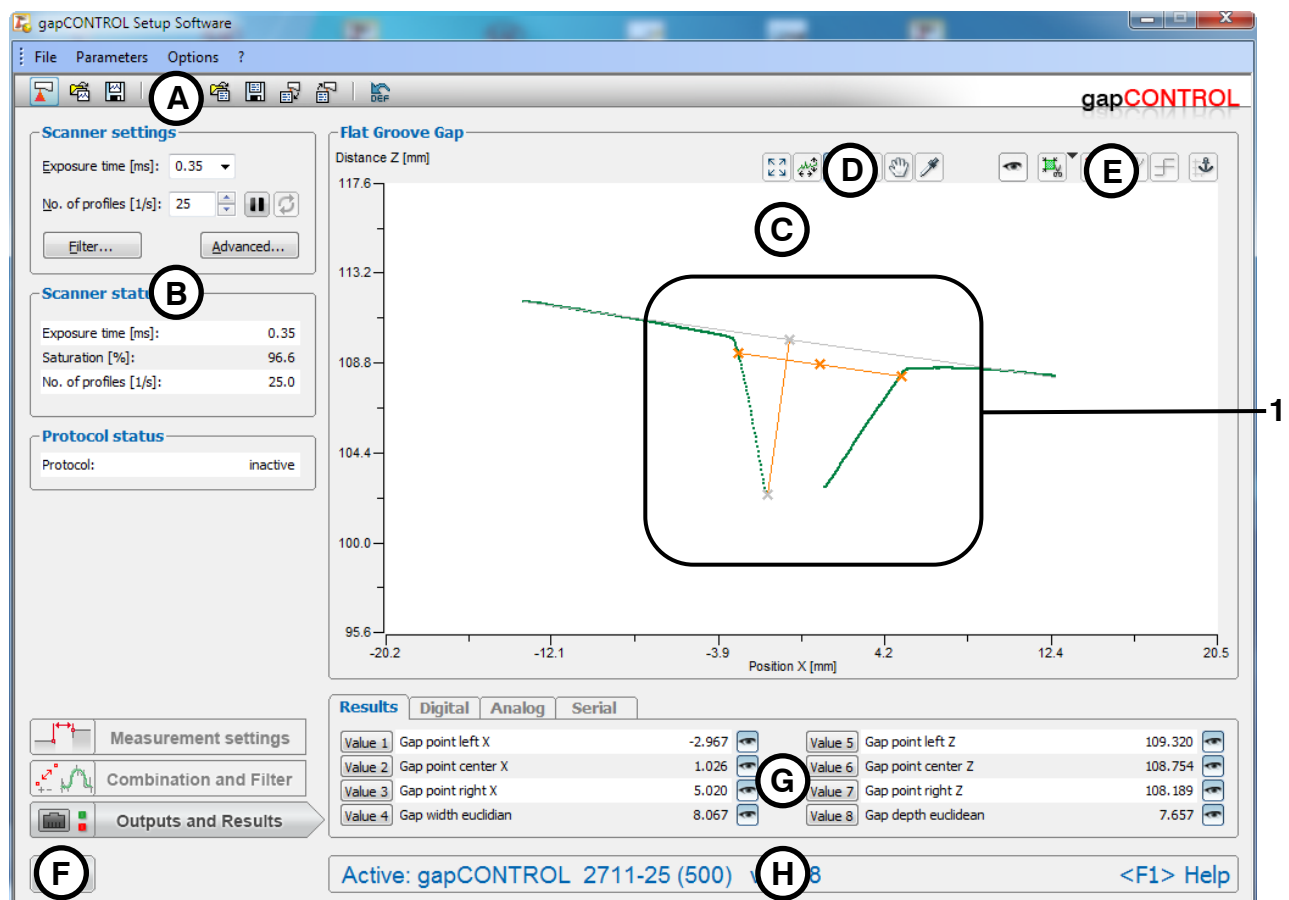 gapCONTROL Setup Software
File Parameters Options ?
A
DEF
gapCONTROL
Scanner settings
Exposure time [ms]: 0.35
No. of profiles [1/s]: 25
Filter... Advanced...
B
Scanner
Exposure time [ms]: 0.35
Saturation [%]: 96.6
No. of profiles [1/s]: 25.0
Protocol status
Protocol: inactive
Flat Groove Gap
Distance Z [mm]
D
E
C
117.6
113.2
108.8
104.4
100.0
95.6
1
-20.2 -12.1 -3.9 4.2 12.4 20.5
Position X [mm]
Measurement settings
Combination and Filter
Outputs and Results
F
Results Digital Analog Serial
Value 1 Gap point left X -2.967 Value 5 Gap point left Z 109.320
Value 2 Gap point center X 1.026 Value 6 Gap point center Z 108.754
Value 3 Gap point right X 5.020 Value 7 Gap point right Z 108.189
Value 4 Gap width euclidian 8.067 Value 8 Gap depth euclidean 7.657
G
Active: gapCONTROL 2711-25 (500) H <F1> Help